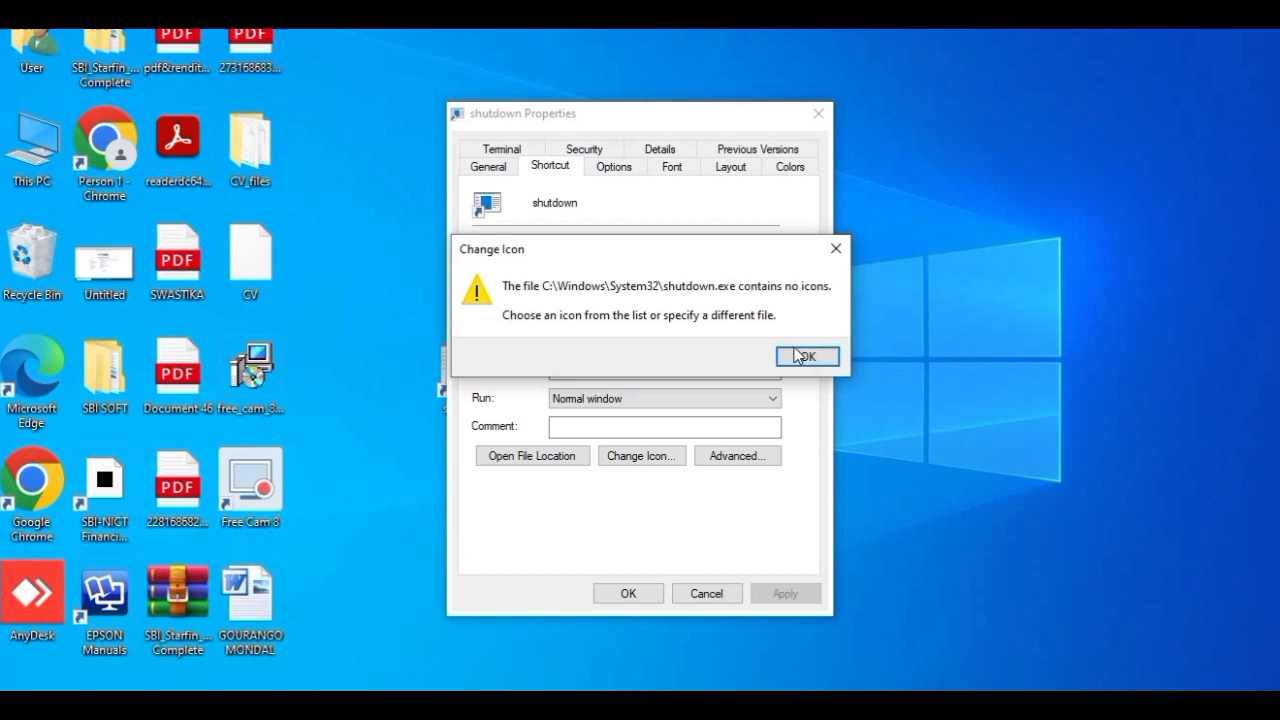 PDF
PDF
User
SBI_Starfin_...
Complete
pdf&rendit...
273168683...
This PC
Person 1 -
Chrome
readerdc64...
CV_files
Recycle Bin
Untitled
PDF
SWASTIKA
CV
Microsoft
Edge
SBI SOFT
PDF
Document 46
free_cam_8...
Google
Chrome
SBI-NICT
Financi...
PDF
228168682...
Free Cam 8
AnyDesk
EPSON
Manuals
SBI_Starfin_...
Complete
GOURANGO
MONDAL
shutdown Properties
Terminal
Security
Details
Previous Versions
General
Shortcut
Options
Font
Layout
Colors
shutdown
Change Icon
The file C:\Windows\System32\shutdown.exe contains no icons.
Choose an icon from the list or specify a different file.
OK
Run:
Normal window
Comment:
Open File Location
Change Icon...
Advanced...
OK
Cancel
Apply